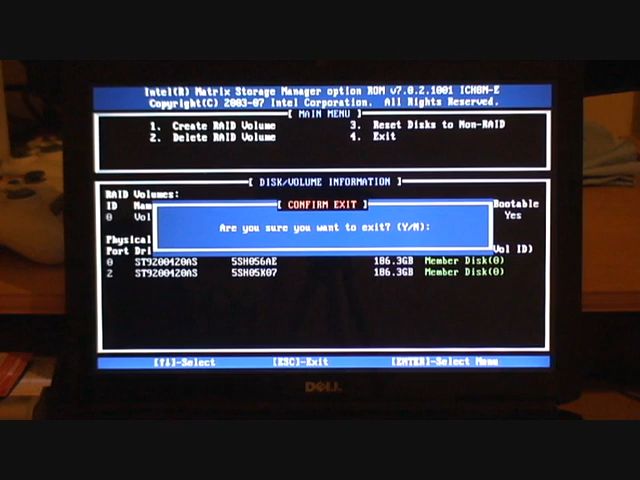 Intel(R) Matrix Storage Manager option ROM v7.0.2.1001 ICH8M-E
Copyright(C) 2003-07 Intel Corporation. All Rights Reserved.
[ MAIN MENU ]
1. Create RAID Volume 3. Reset Disks to Non-RAID
2. Delete RAID Volume 4. Exit
[ DISK/VOLUME INFORMATION ]
RAID Volumes:
ID Nam Bootable
0 Vol Yes
[ CONFIRM EXIT ]
Are you sure you want to exit? (Y/N):
Physical
Port Dri Vol ID)
0 ST9200420AS 5SH056AE 186.3GB Member Disk(0)
2 ST9200420AS 5SH05K07 186.3GB Member Disk(0)
[↑↓]-Select [ESC]-Exit [ENTER]-Select Menu
DELL